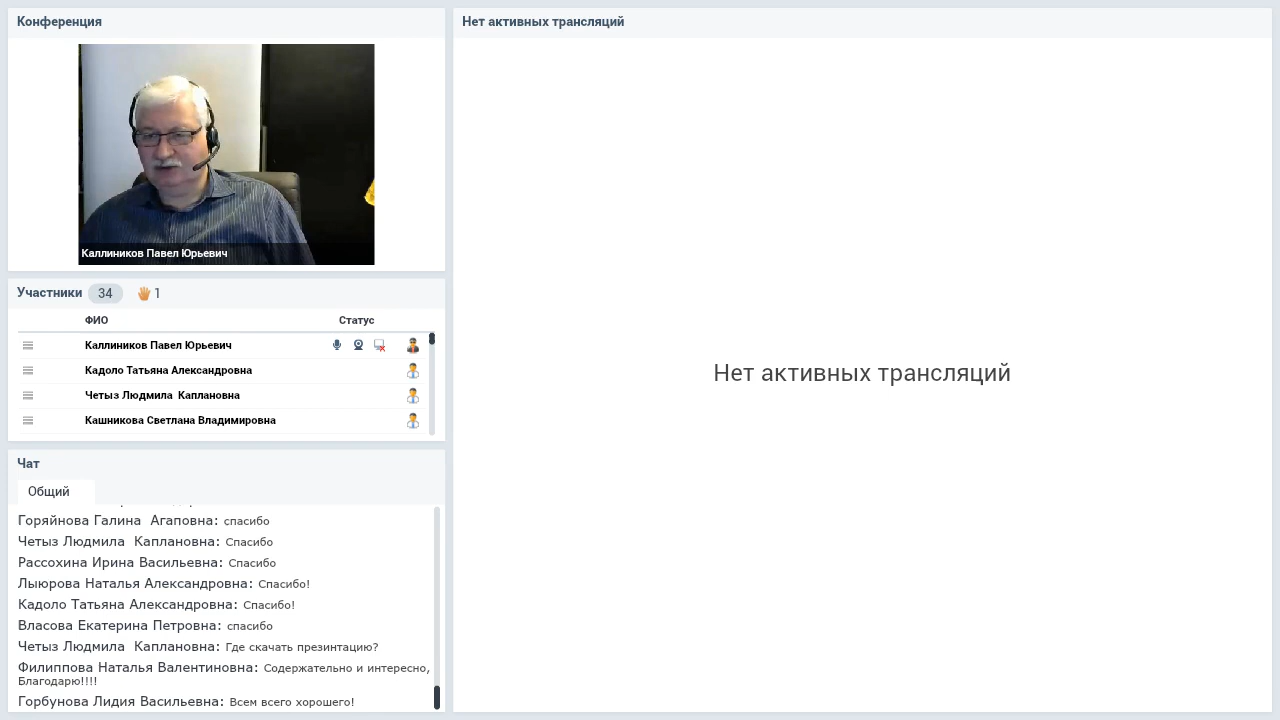 Конференция
Нет активных трансляций
Каллиников Павел Юрьевич
Участники 34 1
ФИО Статус
Каллиников Павел Юрьевич
Кадоло Татьяна Александровна
Четыз Людмила Каплановна
Кашникова Светлана Владимировна
Нет активных трансляций
Чат
Общий
Горяйнова Галина Агаповна: спасибо
Четыз Людмила Каплановна: Спасибо
Рассохина Ирина Васильевна: Спасибо
Лыюрова Наталья Александровна: Спасибо!
Кадоло Татьяна Александровна: Спасибо!
Власова Екатерина Петровна: спасибо
Четыз Людмила Каплановна: Где скачать презинтацию?
Филиппова Наталья Валентиновна: Содержательно и интересно,
Благодарю!!!!
Горбунова Лидия Васильевна: Всем всего хорошего!